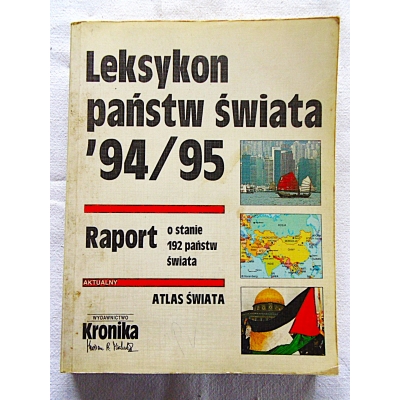 Leksykon
państw świata
'94/95
Raport
o stanie
192 państw
świata
AKTUALNY
ATLAS ŚWIATA
WYDAWNICTWO
Kronika